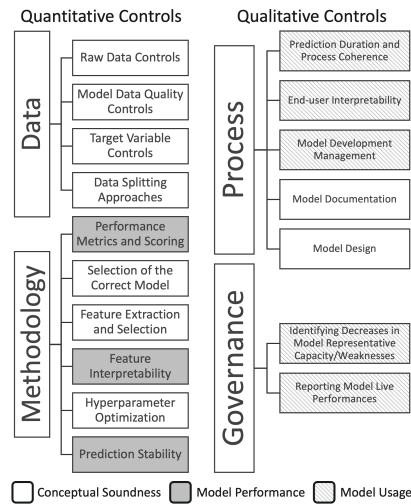 Quantitative Controls
Data
Raw Data Controls
Model Data Quality
Controls
Target Variable
Controls
Data Splitting
Approaches
Methodology
Performance
Metrics and Scoring
Selection of the
Correct Model
Feature Extraction
and Selection
Feature
Interpretability
Hyperparameter
Optimization
Prediction Stability
Qualitative Controls
Process
Prediction Duration and
Process Coherence
End-user Interpretability
Model Development
Management
Model Documentation
Model Design
Governance
Identifying Decreases in
Model Representative
Capacity/Weaknesses
Reporting Model Live
Performances
Conceptual Soundness
Model Performance
Model Usage